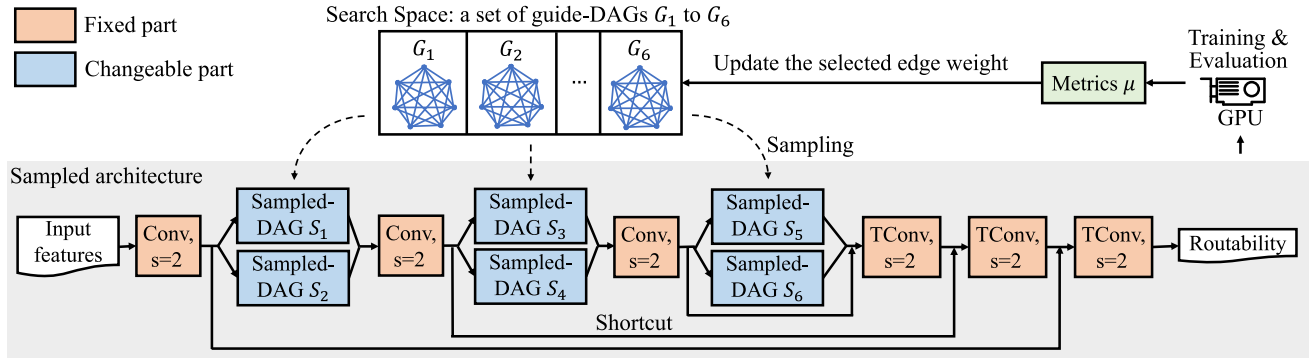 Fixed part
Changeable part
Search Space: a set of guide-DAGs G₁ to G₆
G₁
G₂
...
G₆
Update the selected edge weight
Metrics μ
Training &
Evaluation
GPU
Sampling
Sampled architecture
Input
features
Conv,
s=2
Sampled-
DAG S₁
Sampled-
DAG S₂
Conv,
s=2
Sampled-
DAG S₃
Sampled-
DAG S₄
Conv,
s=2
Sampled-
DAG S₅
Sampled-
DAG S₆
TConv,
s=2
TConv,
s=2
TConv,
s=2
Routability
Shortcut